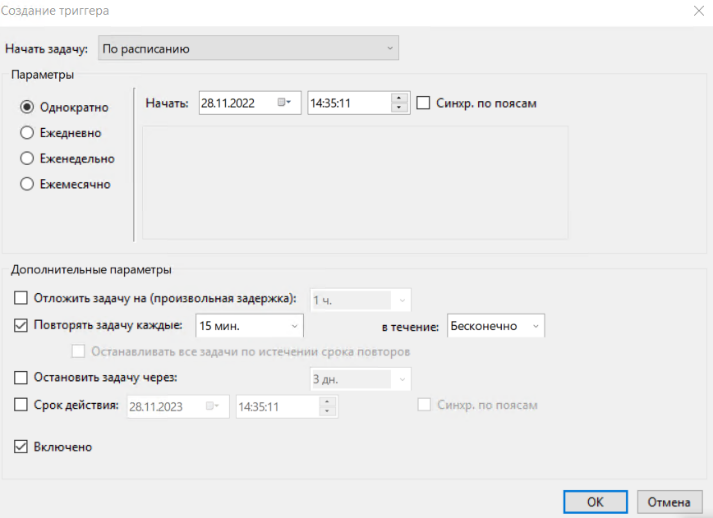 Создание триггера
Начать задачу: По расписанию
Параметры
Однократно
Ежедневно
Еженедельно
Ежемесячно
Начать: 28.11.2022 14:35:11 Синхр. по поясам
Дополнительные параметры
Отложить задачу на (произвольная задержка): 1 ч.
Повторять задачу каждые: 15 мин. в течение: Бесконечно
Останавливать все задачи по истечении срока повторов
Остановить задачу через: 3 дн.
Срок действия: 28.11.2023 14:35:11 Синхр. по поясам
Включено
ОК Отмена